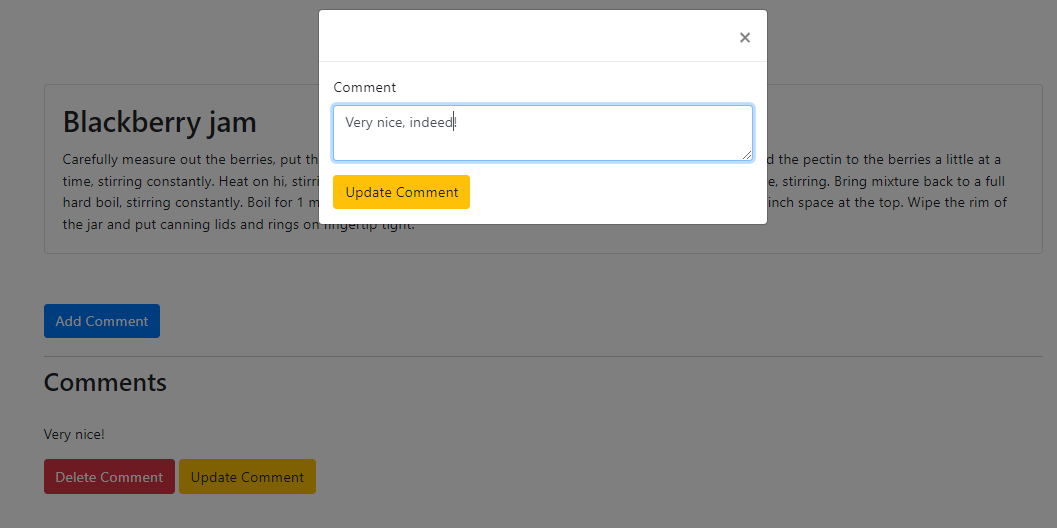 ×
Comment
Very nice, indeed!
Update Comment
Blackberry jam
Carefully measure out the berries, put th d the pectin to the berries a little at a
time, stirring constantly. Heat on hi, stirri e, stirring. Bring mixture back to a full
hard boil, stirring constantly. Boil for 1 m inch space at the top. Wipe the rim of
the jar and put canning lids and rings on fingertip tight.
Add Comment
Comments
Very nice!
Delete Comment Update Comment